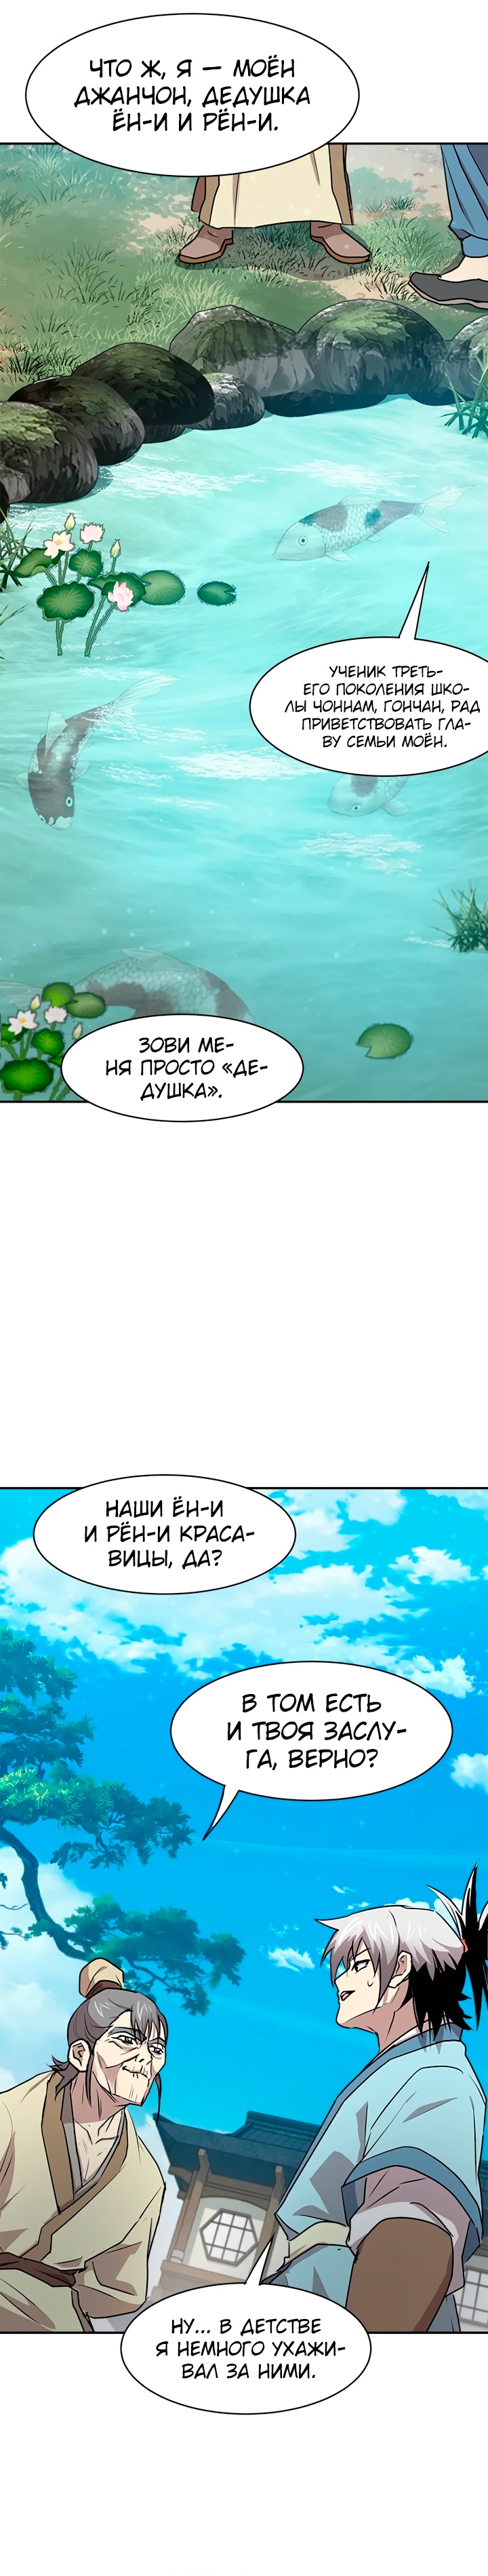 ЧТО Ж, Я — МОЁН
ДЖАНЧОН, ДЕДУШКА
ЁН-И И РЁН-И.
УЧЕНИК ТРЕТЬ-
ЕГО ПОКОЛЕНИЯ ШКО-
ЛЫ ЧОННАМ, ГОНЧАН, РАД
ПРИВЕТСТВОВАТЬ ГЛА-
ВУ СЕМЬИ МОЁН.
ЗОВИ МЕ-
НЯ ПРОСТО «ДЕ-
ДУШКА».
НАШИ ЁН-И
И РЁН-И КРАСА-
ВИЦЫ, ДА?
В ТОМ ЕСТЬ
И ТВОЯ ЗАСЛУ-
ГА, ВЕРНО?
НУ... В ДЕТСТВЕ
Я НЕМНОГО УХАЖИ-
ВАЛ ЗА НИМИ.